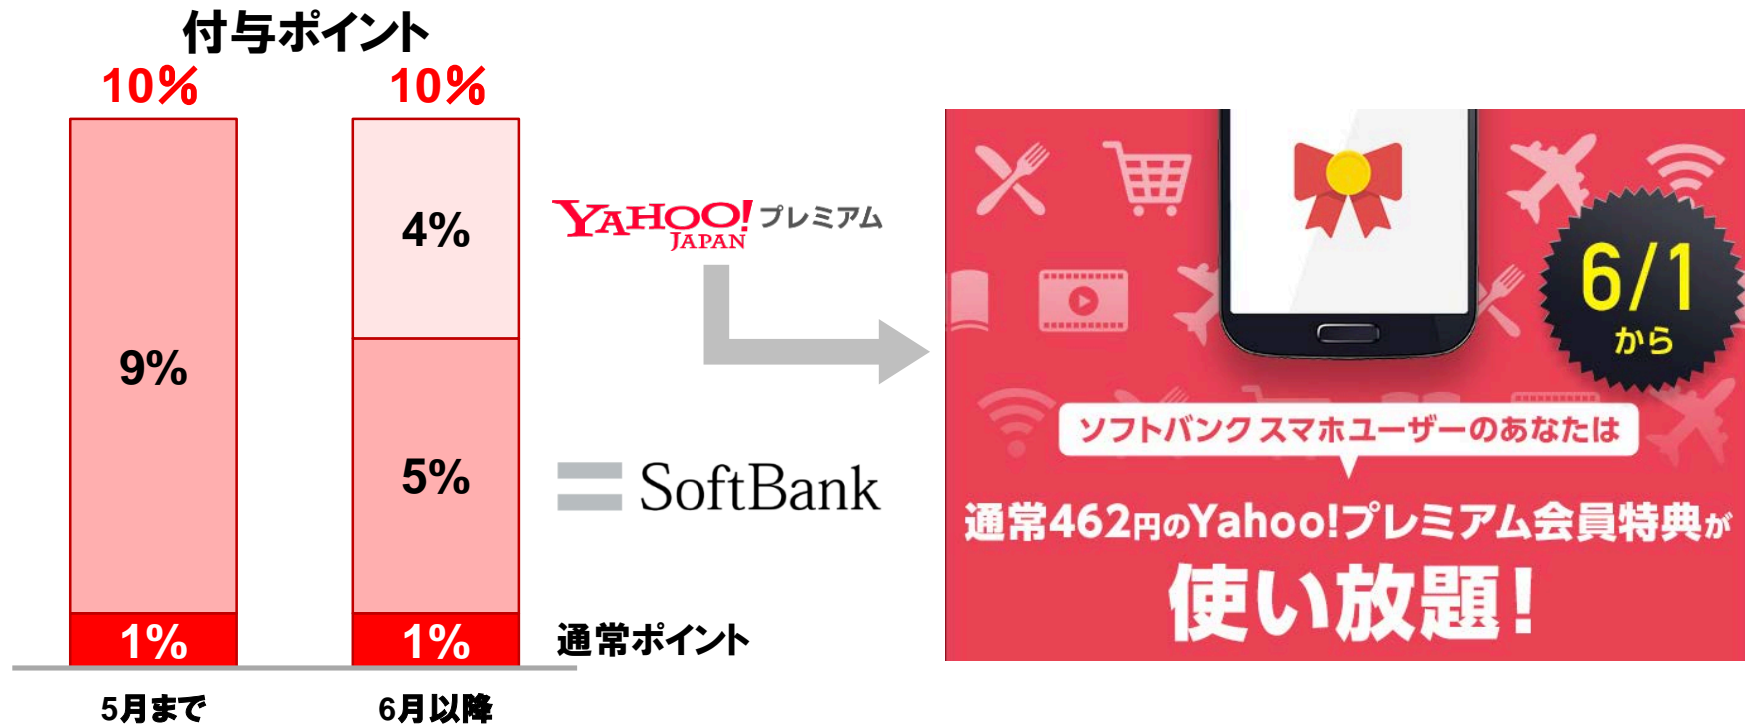 付与ポイント
10%
10%
4%
9%
5%
1%
1%
5月まで
6月以降
YAHOO!プレミアム
JAPAN
SoftBank
通常ポイント
6/1
から
ソフトバンクスマホユーザーのあなたは
通常462円のYahoo!プレミアム会員特典が
使い放題!